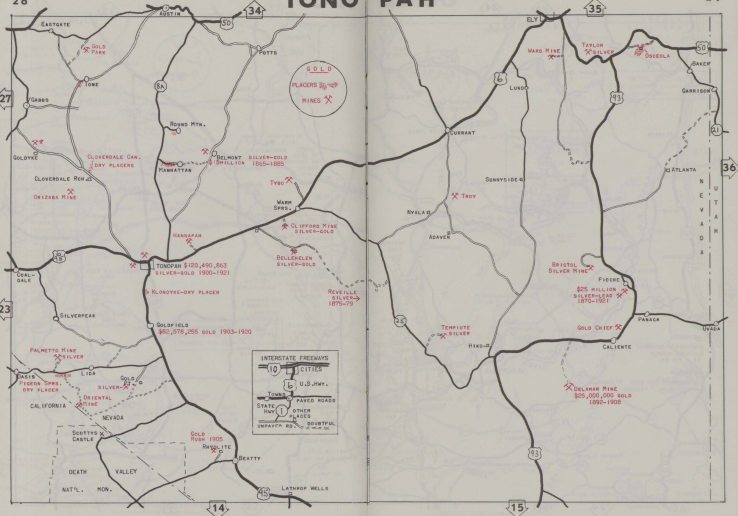 28
TONOPAH
34
35
AUSTIN
50
EASTGATE
GOLD
PARK
IONE
POTTS
GOLD
PLACERS
MINES
8A
27
GABBS
ROUND MTN.
GOLDYKE
CLOVERDALE CAN.
DRY PLACERS
BELMONT SILVER-GOLD
1865-1885
MANHATTAN
CLOVERDALE RCH
ORIZABA MINE
TYBO
WARM
SPRS.
HANNAPAH
CLIFFORD MINE
SILVER-GOLD
BELLEHELEN
SILVER-GOLD
TONOPAH
SILVER-GOLD 1900-1921
COAL-
DALE
BLONDYKE-DRY PLACER
REVEILLE
SILVER
1875-79
23
SILVERPEAK
GOLDFIELD
GOLD 1903-1920
PALMETTO MINE
SILVER
OASIS
LIDA
PIGEON SPRS.
DRY PLACER
GOLD
SILVER
CALIFORNIA
ORIENTAL
MINE
NEVADA
SCOTTYS
CASTLE
GOLD
RUSH 1905
RHYOLITE
BEATTY
DEATH VALLEY
NAT'L. MON.
95
LATHROP WELLS
14
INTERSTATE FREEWAYS
10
CITIES
6
U.S.HWY.
TOWNS
PAVED ROADS
STATE
HWY
1
OTHER
PLACES
UNPAVED RD.
DOUBTFUL
ELY
6
WARD MINE
TAYLOR
SILVER
OSCEOLA
50
BAKER
LUND
93
GARRISON
21
CURRANT
SUNNYSIDE
ATLANTA
36
NEVADA
UTAH
TROY
NYALA
ADAVEN
BRISTOL
SILVER MINE
PIOCHE
$25 MILLION
SILVER-LEAD
1870-1921
25
TEMPIUTE
SILVER
GOLD CHIEF
PANACA
UVADA
HIKO
CALIENTE
DELAMAR MINE
$25,000,000 GOLD
1892-1908
93
15